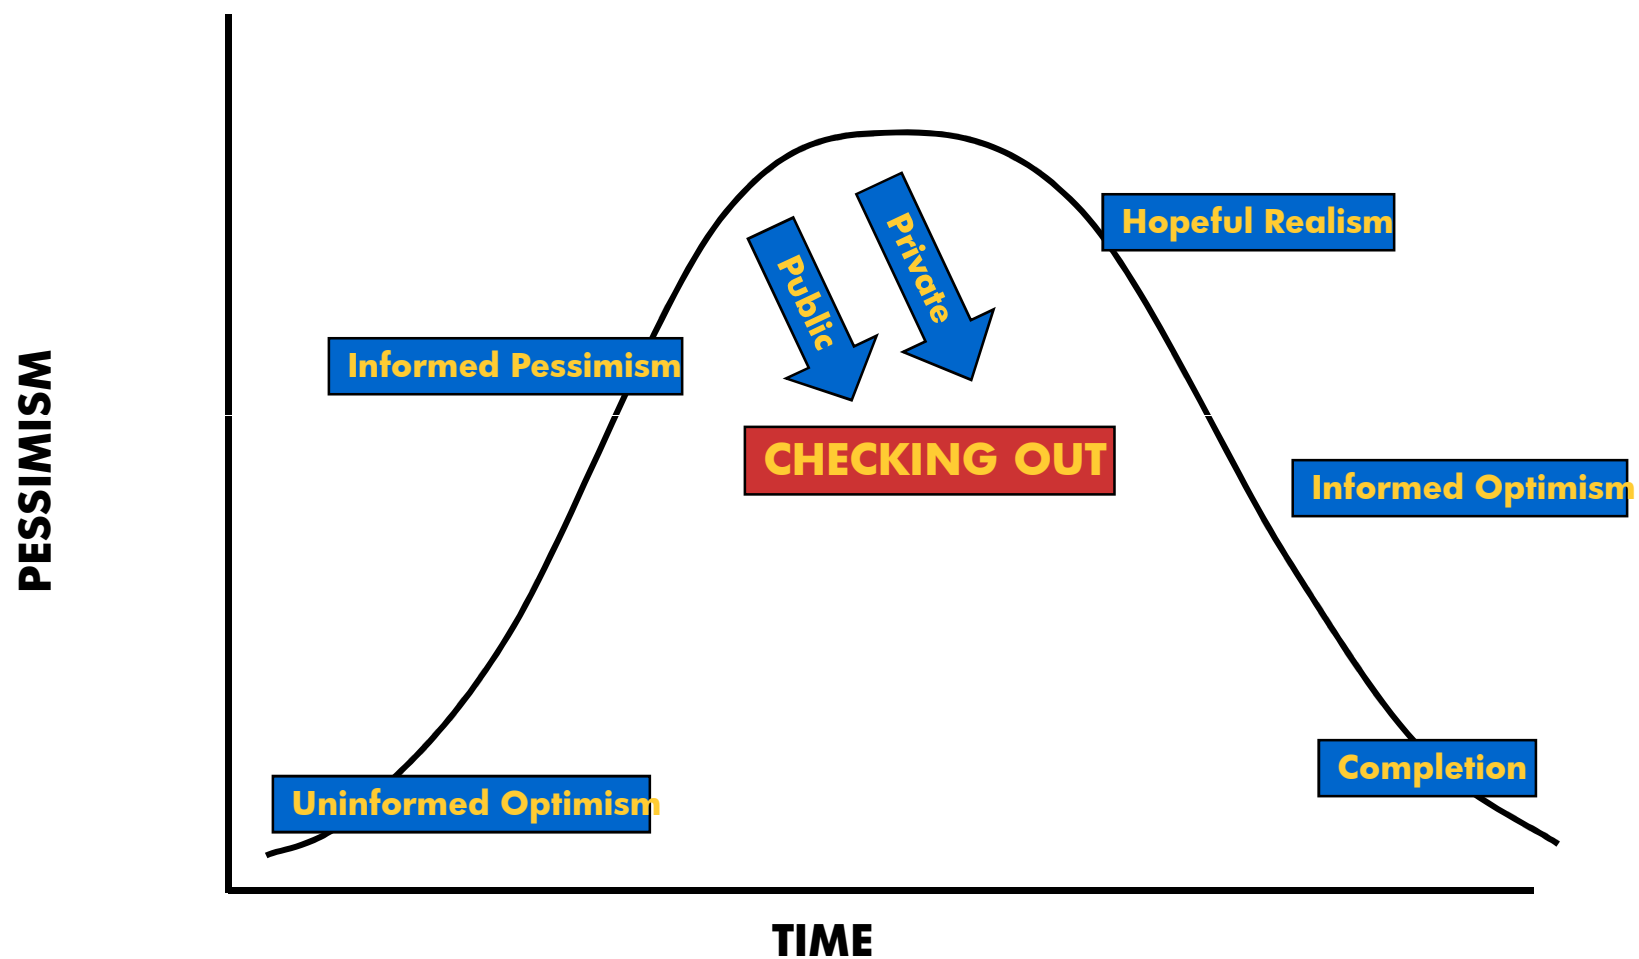 Private
Hopeful Realism
Public
Informed Pessimism
PESSIMISM
CHECKING OUT
Informed Optimism
Completion
Uninformed Optimism
TIME